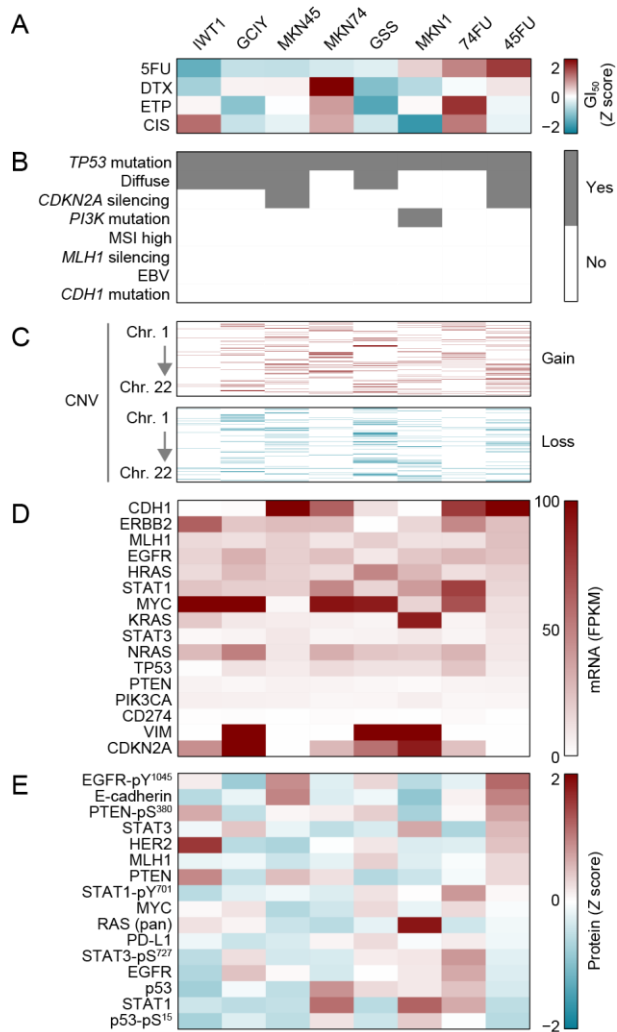 A
IWT1 GCIY MKN45 MKN74 GSS MKN1 74FU 45FU
5FU
DTX
ETP
CIS
2
0
−2
GI50
(Z score)
B
TP53 mutation
Diffuse
CDKN2A silencing
PI3K mutation
MSI high
MLH1 silencing
EBV
CDH1 mutation
Yes
No
C
CNV
Chr. 1
Chr. 22
Gain
Chr. 1
Chr. 22
Loss
D
CDH1
ERBB2
MLH1
EGFR
HRAS
STAT1
MYC
KRAS
STAT3
NRAS
TP53
PTEN
PIK3CA
CD274
VIM
CDKN2A
100
50
0
mRNA (FPKM)
E
EGFR-pY1045
E-cadherin
PTEN-pS380
STAT3
HER2
MLH1
PTEN
STAT1-pY701
MYC
RAS (pan)
PD-L1
STAT3-pS727
EGFR
p53
STAT1
p53-pS15
2
0
−2
Protein (Z score)